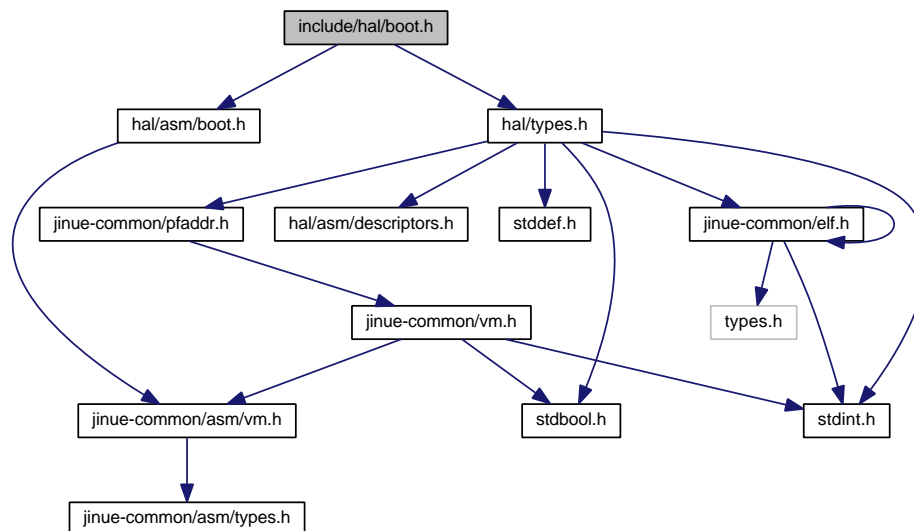 include/hal/boot.h
hal/asm/boot.h
hal/types.h
jinue-common/pfaddr.h
hal/asm/descriptors.h
stddef.h
jinue-common/elf.h
jinue-common/vm.h
types.h
jinue-common/asm/vm.h
stdbool.h
stdint.h
jinue-common/asm/types.h